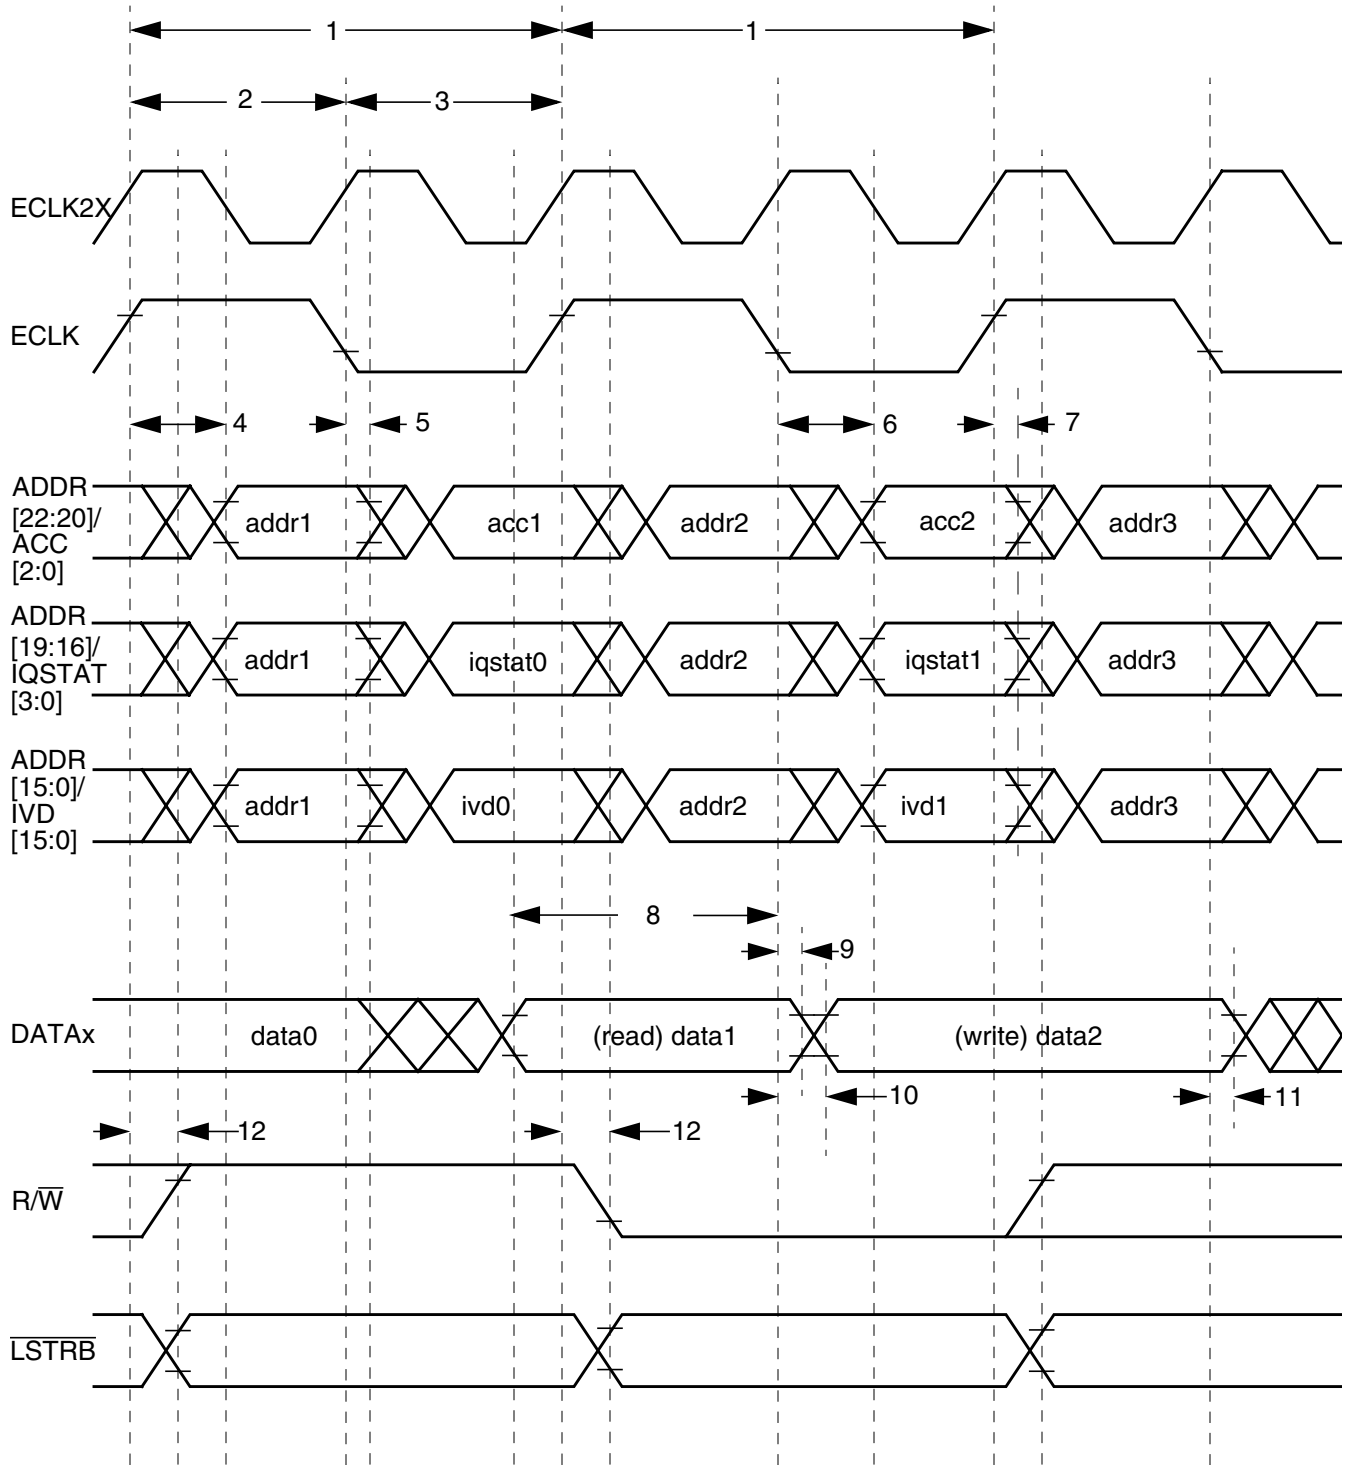 1 1
2 3
ECLK2X
ECLK
4 5 6 7
ADDR
[22:20]/
ACC
[2:0]
addr1 acc1 addr2 acc2 addr3
ADDR
[19:16]/
IQSTAT
[3:0]
addr1 iqstat0 addr2 iqstat1 addr3
ADDR
[15:0]/
IVD
[15:0]
addr1 ivd0 addr2 ivd1 addr3
8
9
DATAx data0 (read) data1 (write) data2
10 11
12 12
R/W
LSTRB